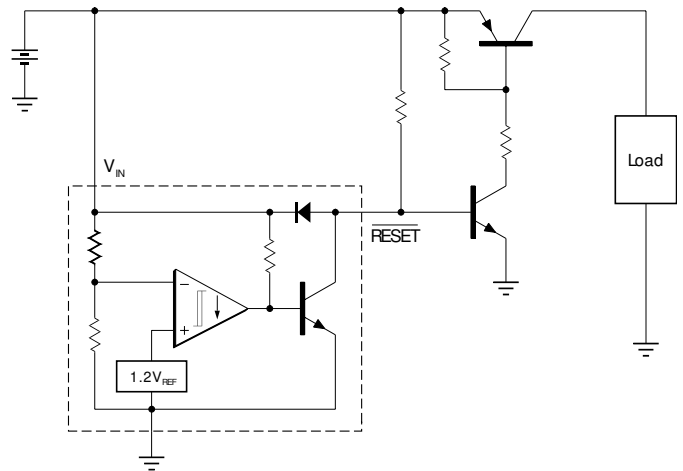 V_IN
RESET
Load
−
+
1.2V_REF